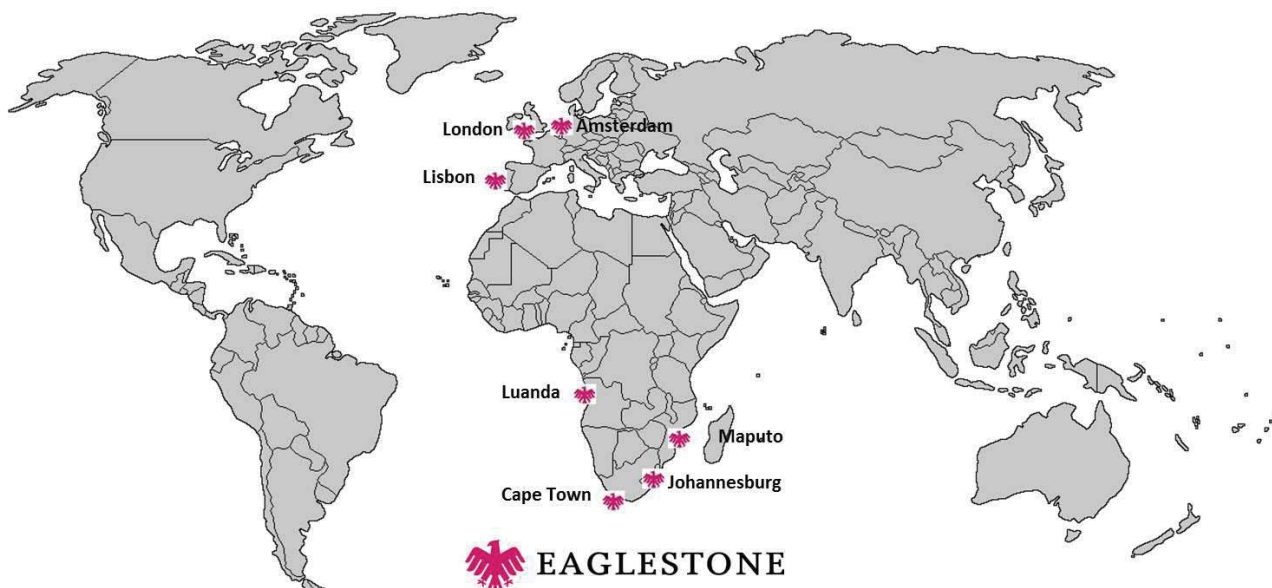 London
Amsterdam
Lisbon
Luanda
Maputo
Johannesburg
Cape Town
EAGLESTONE